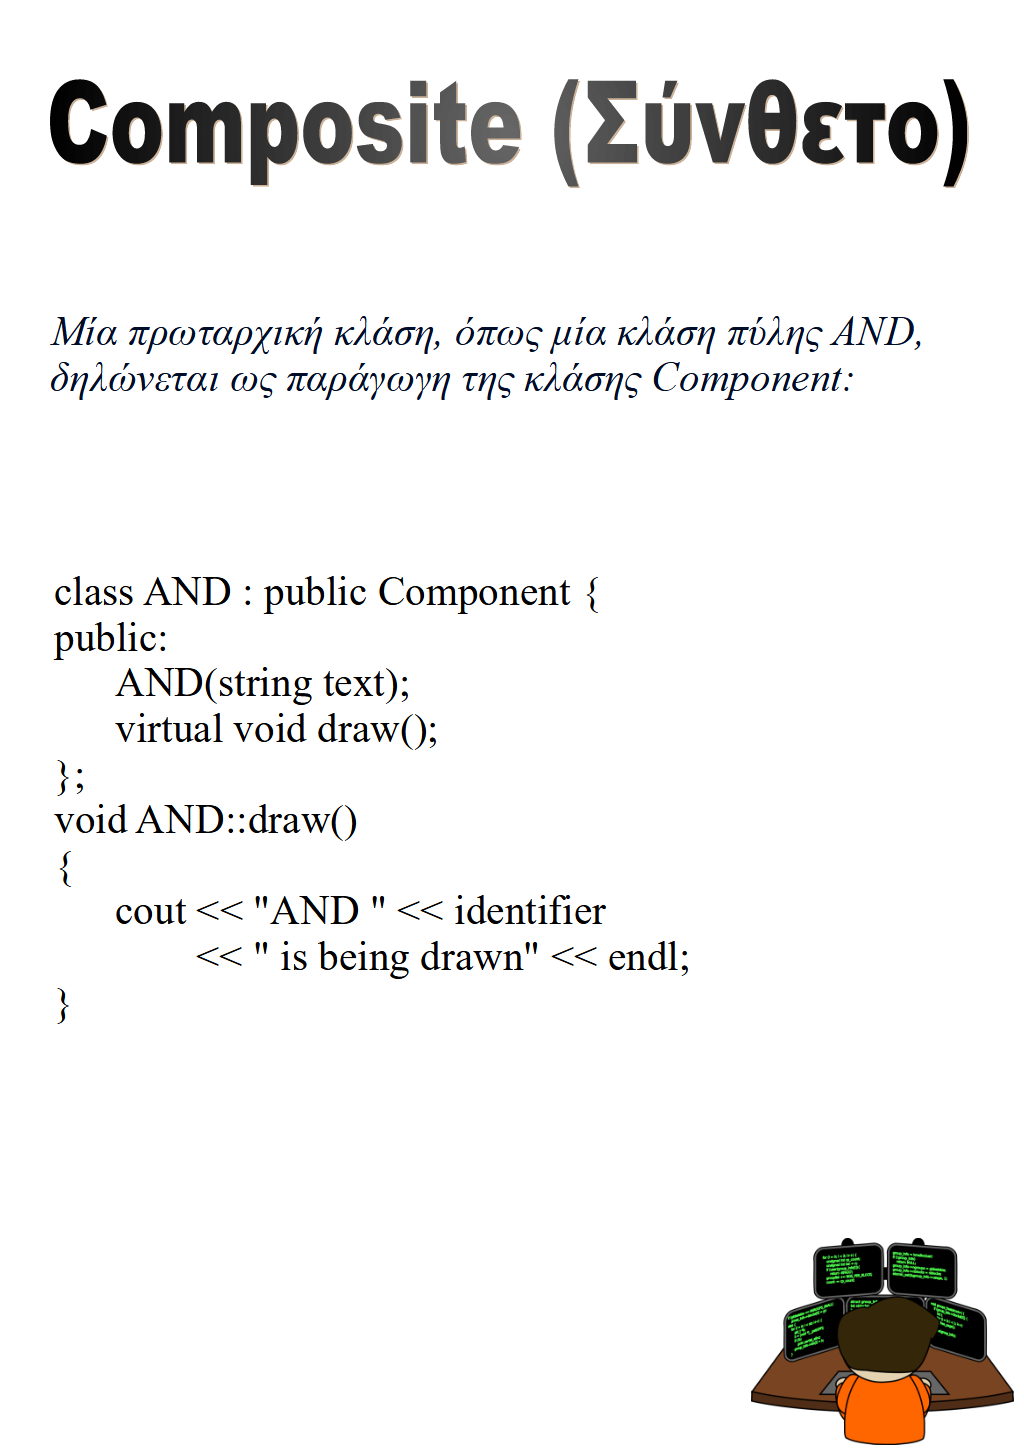 Composite (Σύνθετο)
Μία πρωταρχική κλάση, όπως μία κλάση πύλης AND,
δηλώνεται ως παράγωγη της κλάσης Component:
class AND : public Component {
public:
AND(string text);
virtual void draw();
};
void AND::draw()
{
cout << "AND " << identifier
<< " is being drawn" << endl;
}